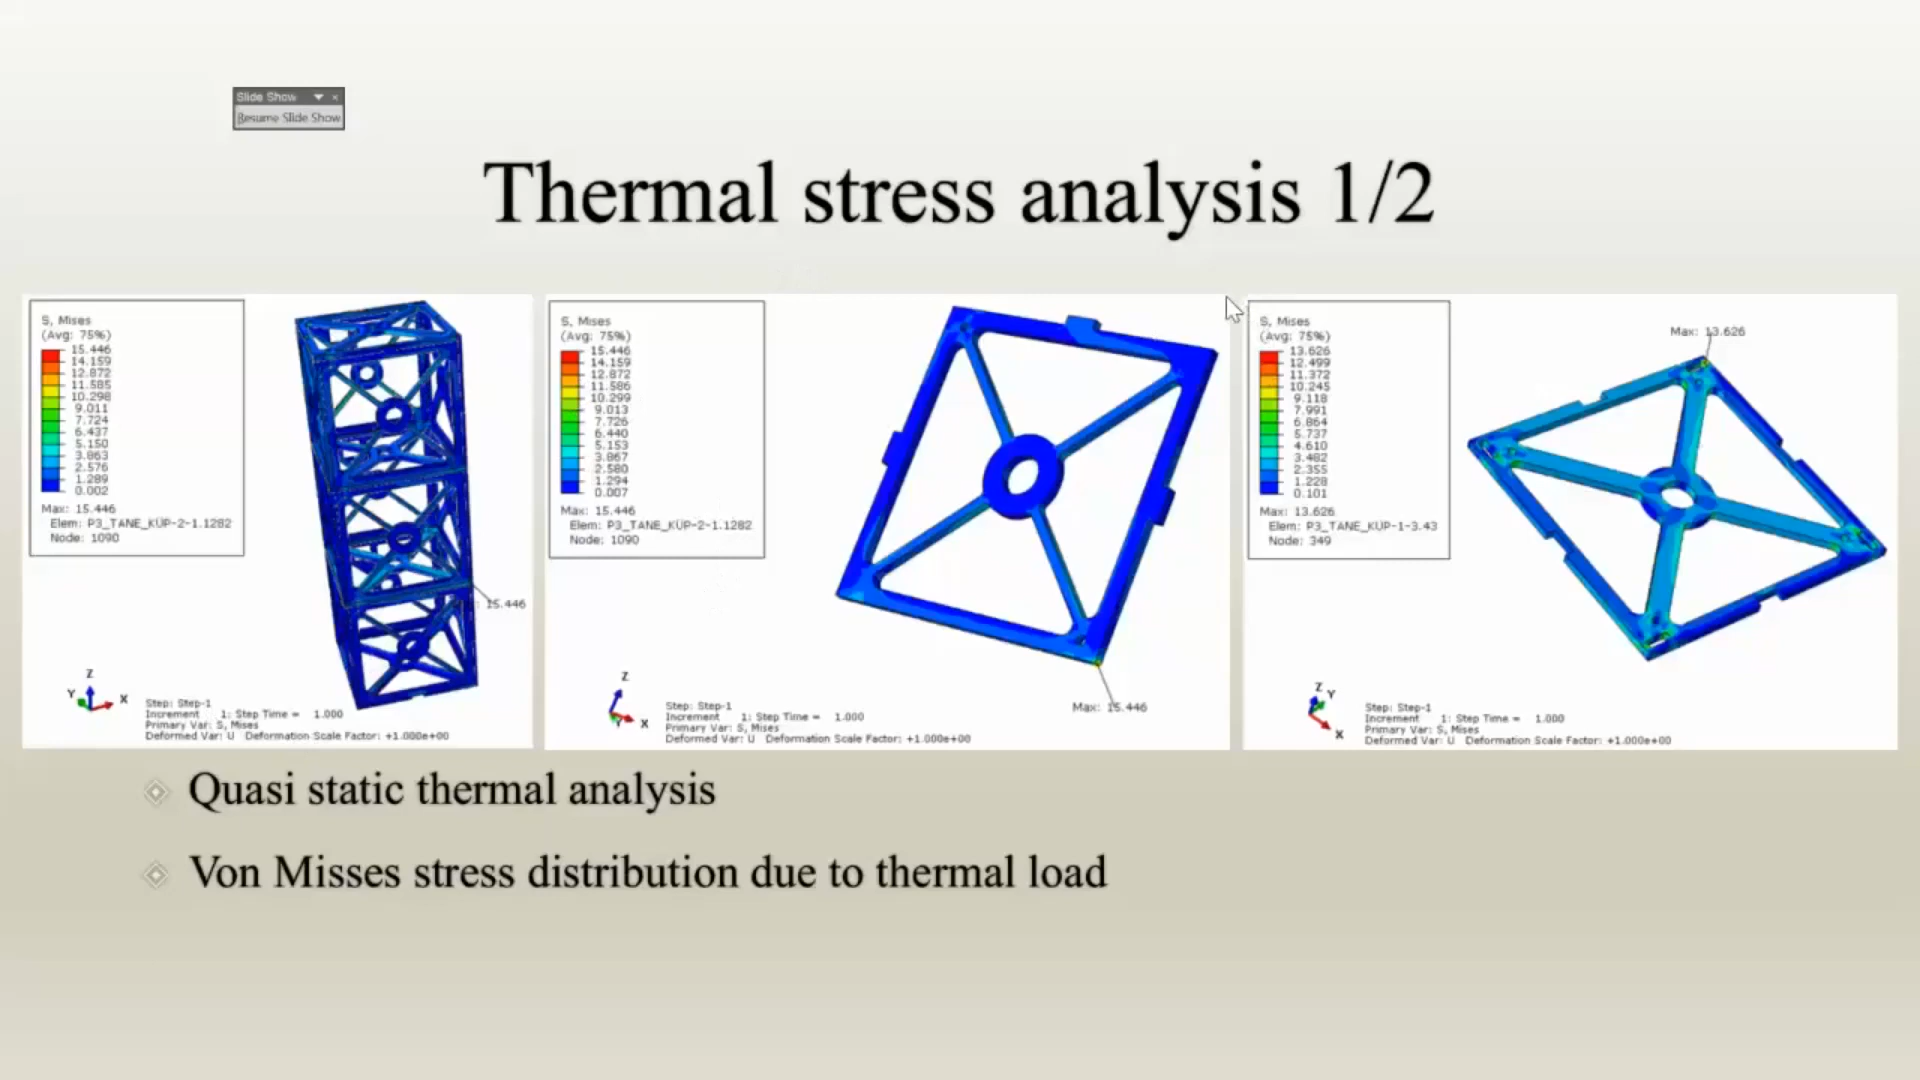 Slide Show
Resume Slide Show
Thermal stress analysis 1/2
S, Mises
(Avg: 75%)
15.446
14.159
12.872
11.585
10.298
9.011
7.724
6.437
5.150
3.863
2.576
1.289
0.002
Max: 15.446
Elem: P3_TANE_KÜP-2-1.1282
Node: 1090
15.446
Z
Y
X
Step: Step-1
Increment 1: Step Time = 1.000
Primary Var: S, Mises
Deformed Var: U Deformation Scale Factor: +1.000e+00
S, Mises
(Avg: 75%)
15.446
14.159
12.872
11.586
10.299
9.013
7.726
6.440
5.153
3.867
2.580
1.294
0.007
Max: 15.446
Elem: P3_TANE_KÜP-2-1.1282
Node: 1090
Max: 15.446
Z
Y
X
Step: Step-1
Increment 1: Step Time = 1.000
Primary Var: S, Mises
Deformed Var: U Deformation Scale Factor: +1.000e+00
S, Mises
(Avg: 75%)
13.626
12.499
11.372
10.245
9.118
7.991
6.864
5.737
4.610
3.482
2.355
1.228
0.101
Max: 13.626
Elem: P3_TANE_KÜP-1-3.43
Node: 349
Max: 13.626
Z
Y
X
Step: Step-1
Increment 1: Step Time = 1.000
Primary Var: S, Mises
Deformed Var: U Deformation Scale Factor: +1.000e+00
Quasi static thermal analysis
Von Misses stress distribution due to thermal load